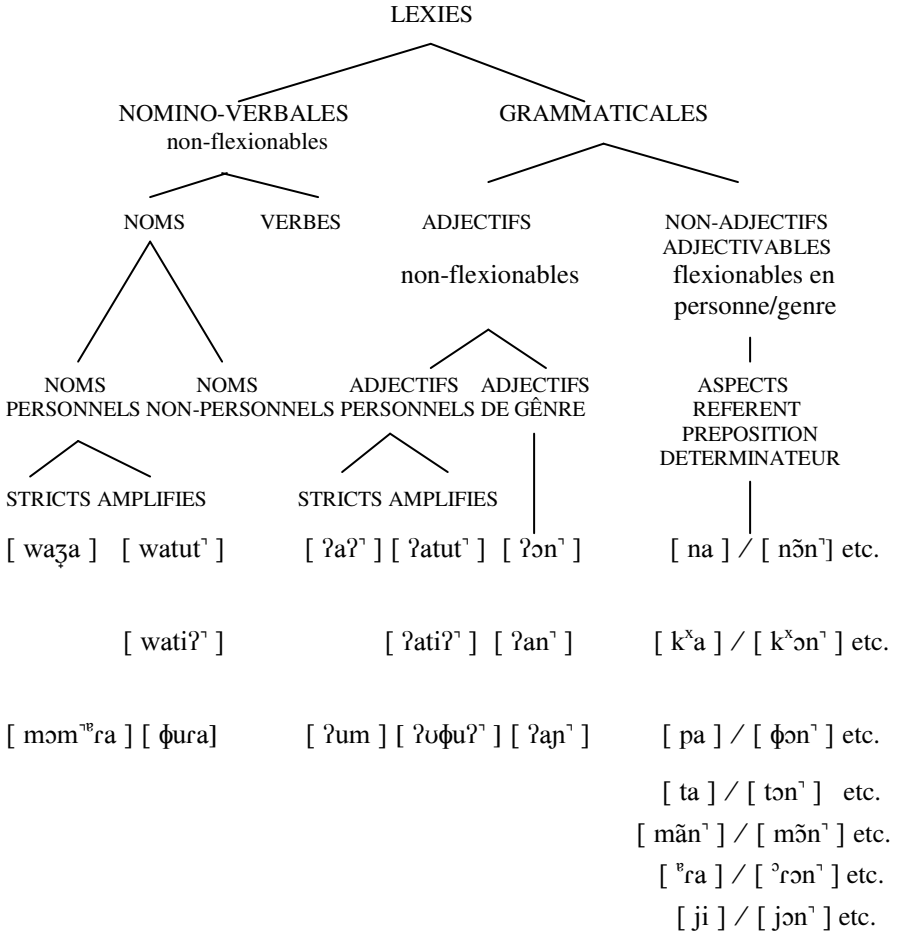 LEXIES
NOMINO-VERBALES GRAMMATICALES
non-flexionables
NOMS VERBES ADJECTIFS NON-ADJECTIFS
ADJECTIVABLES
non-flexionables flexionables en
personne/genre
NOMS NOMS ADJECTIFS ADJECTIFS ASPECTS
PERSONNELS NON-PERSONNELS PERSONNELS DE GÊNRE REFERENT
PREPOSITION
DETERMINATEUR
STRICTS AMPLIFIES STRICTS AMPLIFIES
[ waʒ̟a ] [ watut̚ ] [ ʔaʔ̚ ] [ ʔatut̚ ] [ ʔɔn̚ ] [ na ] / [ nɔ̃n̚ ] etc.
[ watiʔ̚ ] [ ʔatiʔ̚ ] [ ʔan̚ ] [ kˣa ] / [ kˣɔn̚ ] etc.
[ mɔm̚ᵄɾa ] [ ɸuɾa] [ ʔum ] [ ʔʊɸuʔ̚ ] [ ʔaɲ̚ ] [ pa ] / [ ɸɔn̚ ] etc.
[ ta ] / [ tɔn̚ ] etc.
[ mãn̚ ] / [ mɔ̃n̚ ] etc.
[ ᵄɾa ] / [ ᵓɾɔn̚ ] etc.
[ ji ] / [ jɔn̚ ] etc.